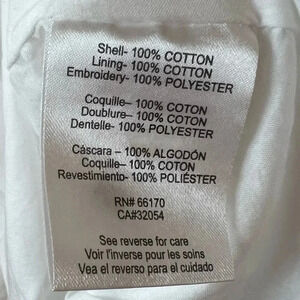 Shell- 100% COTTON
Lining- 100% COTTON
Embroidery- 100% POLYESTER
Coquille– 100% COTON
Doublure– 100% COTON
Dentelle- 100% POLYESTER
Cáscara – 100% ALGODÓN
Coquille– 100% COTON
Revestimiento– 100% POLIÉSTER
RN# 66170
CA#32054
See reverse for care
Voir l'inverse pour les soins
Vea el reverso para el cuidado